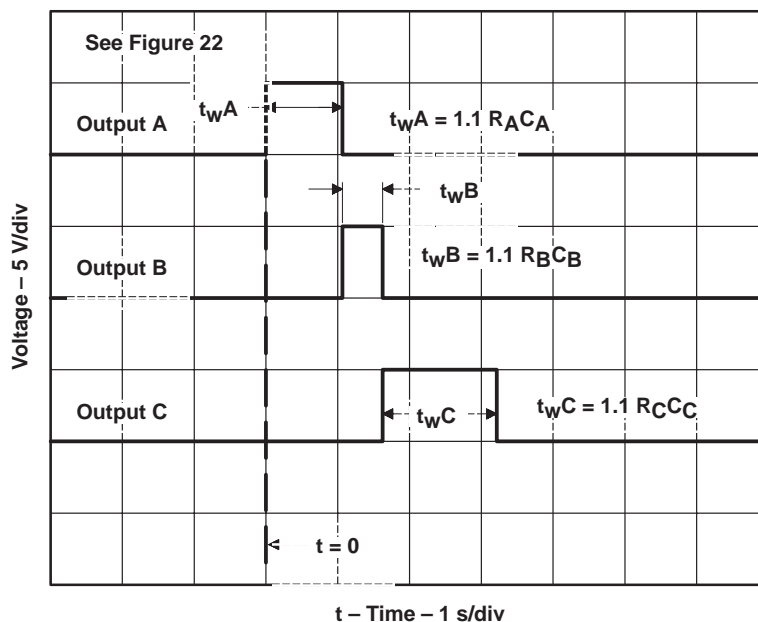 See Figure 22
twA
Output A
twA = 1.1 RACA
twB
Output B
twB = 1.1 RBCB
Output C
twC
twC = 1.1 RCCC
t = 0
Voltage – 5 V/div
t – Time – 1 s/div